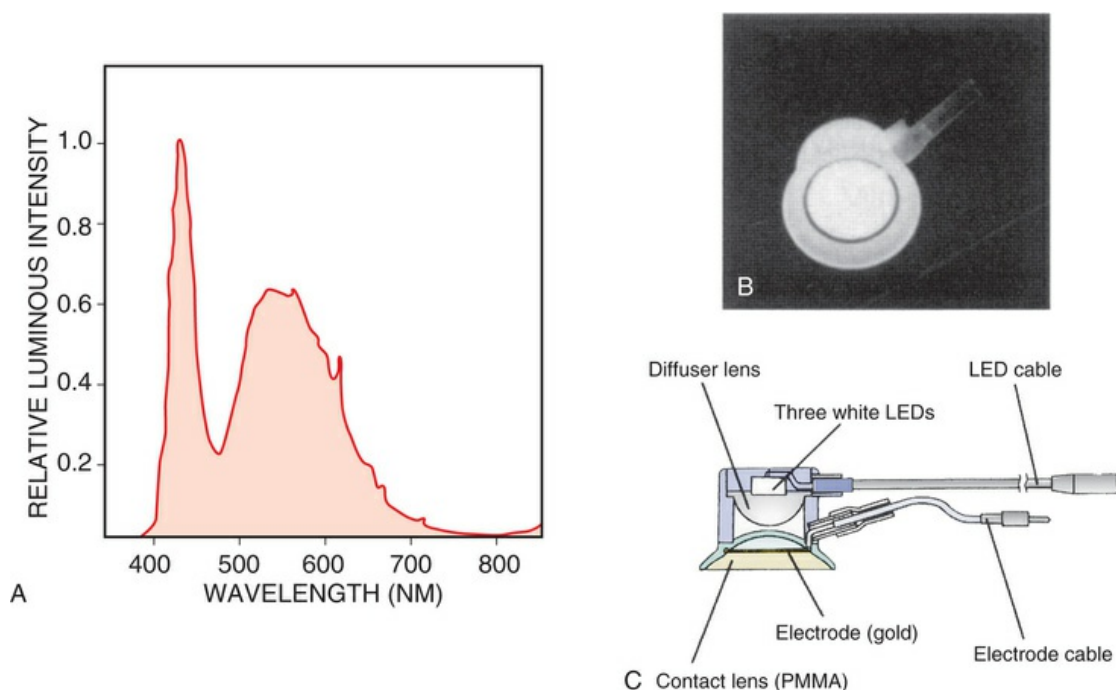 RELATIVE LUMINOUS INTENSITY
1.0
0.8
0.6
0.4
0.2
400 500 600 700 800
WAVELENGTH (NM)
A
B
Diffuser lens
LED cable
Three white LEDs
Electrode (gold)
Electrode cable
C Contact lens (PMMA)